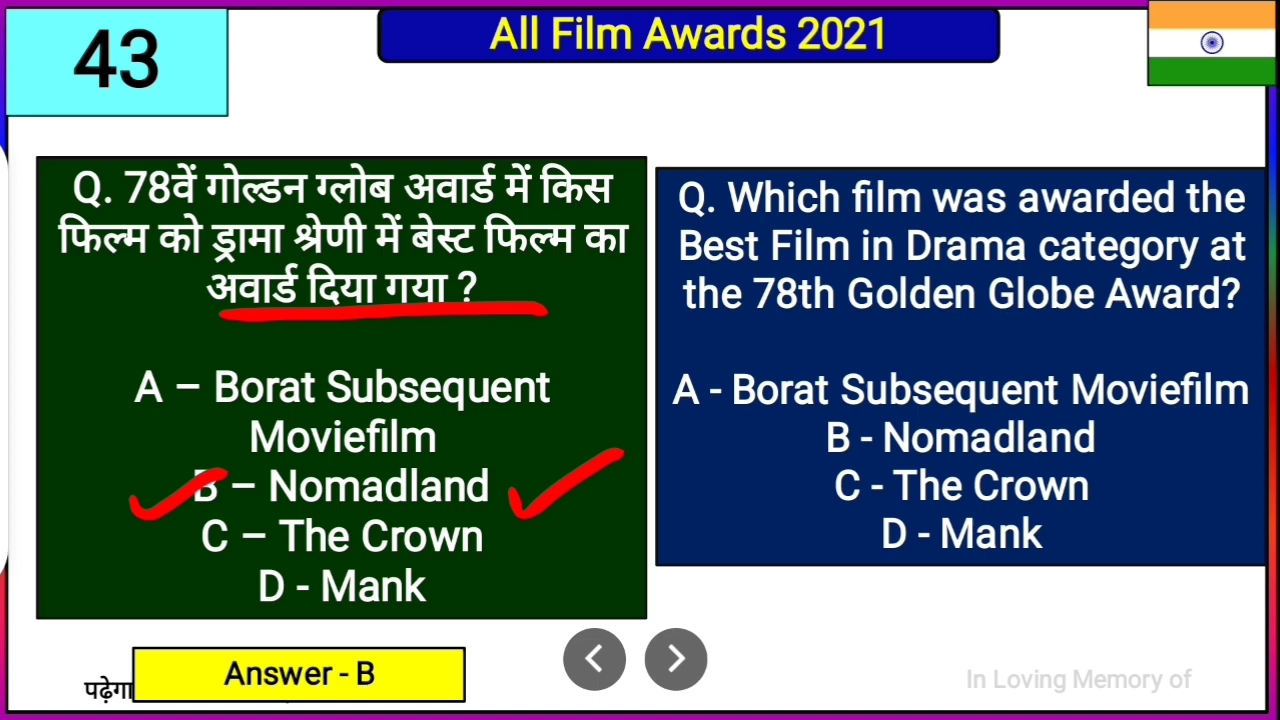 43
All Film Awards 2021
Q. 78वें गोल्डन ग्लोब अवार्ड में किस
फिल्म को ड्रामा श्रेणी में बेस्ट फिल्म का
अवार्ड दिया गया ?
A – Borat Subsequent
Moviefilm
B – Nomadland
C – The Crown
D - Mank
Q. Which film was awarded the
Best Film in Drama category at
the 78th Golden Globe Award?
A - Borat Subsequent Moviefilm
B - Nomadland
C - The Crown
D - Mank
Answer - B
पढ़ेगा
In Loving Memory of